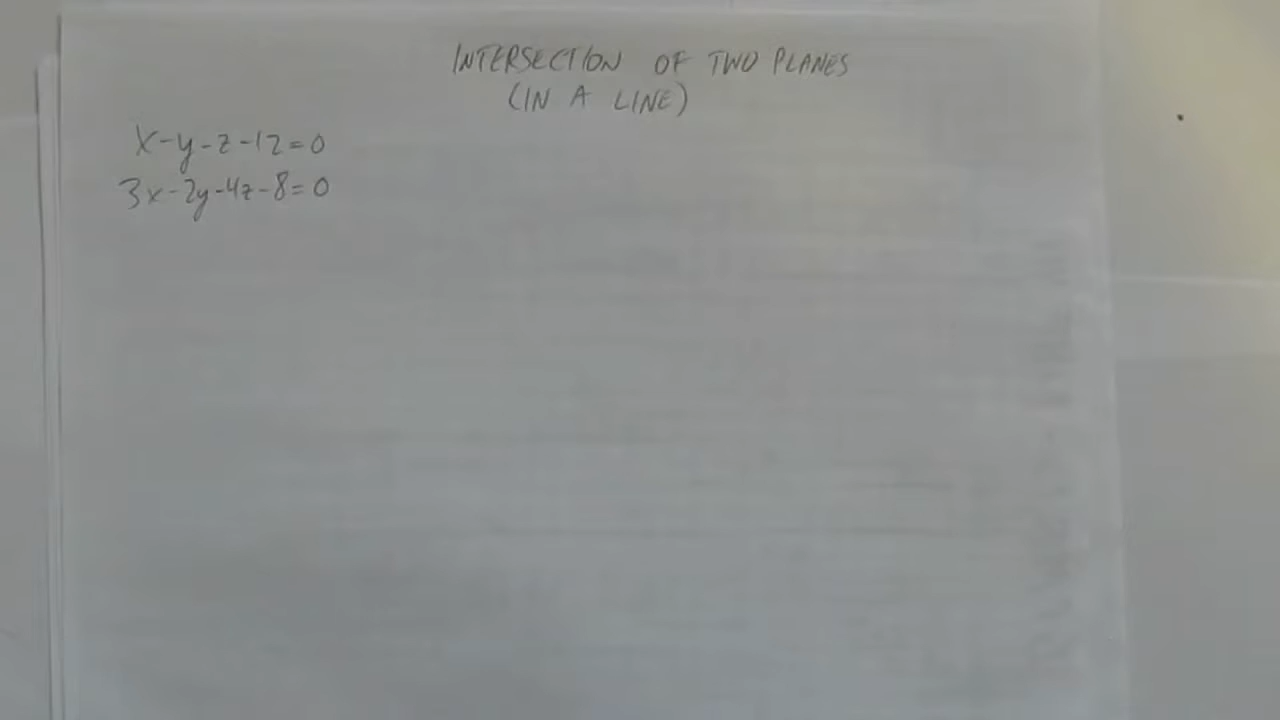 INTERSECTION OF TWO PLANES
(IN A LINE)
x-y-z-12=0
3x-2y-4z-8=0